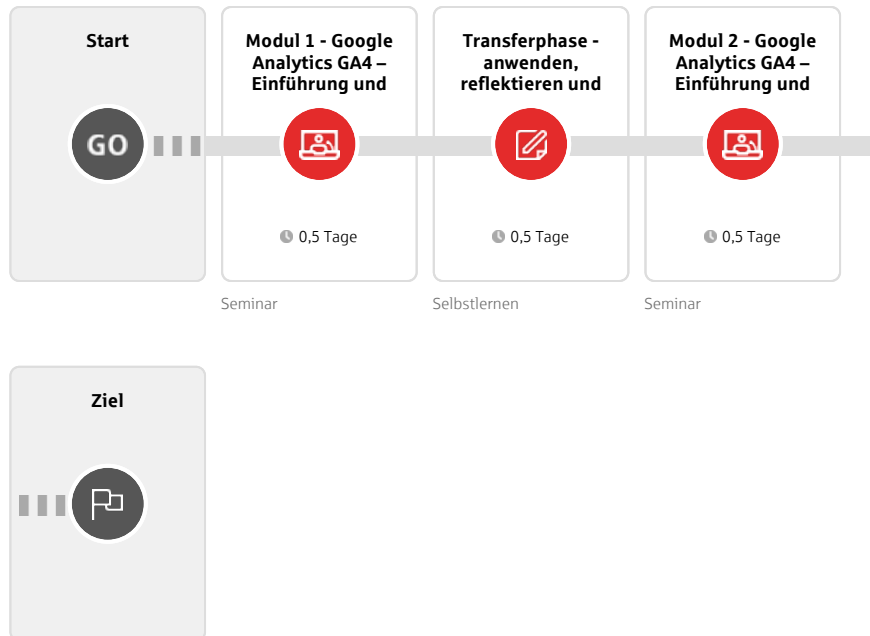 Start
Modul 1 - Google
Analytics GA4 –
Einführung und
Transferphase -
anwenden,
reflektieren und
Modul 2 - Google
Analytics GA4 –
Einführung und
GO
0,5 Tage
0,5 Tage
0,5 Tage
Seminar
Selbstlernen
Seminar
Ziel